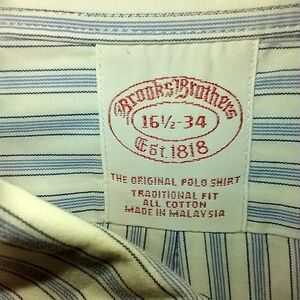 Brooks Brothers
16½-34
Est. 1818
THE ORIGINAL POLO SHIRT
TRADITIONAL FIT
ALL COTTON
MADE IN MALAYSIA